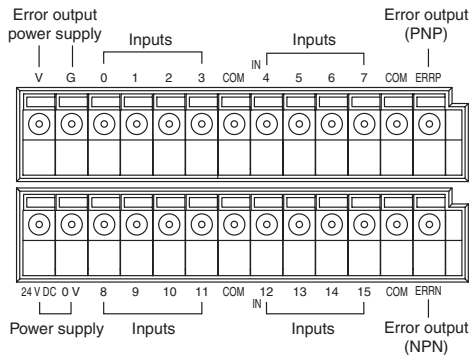 Error output power supply
Inputs
Inputs
Error output (PNP)
V G 0 1 2 3 COM IN 4 5 6 7 COM ERRP
24 V DC 0 V 8 9 10 11 COM IN 12 13 14 15 COM ERRN
Power supply
Inputs
Inputs
Error output (NPN)